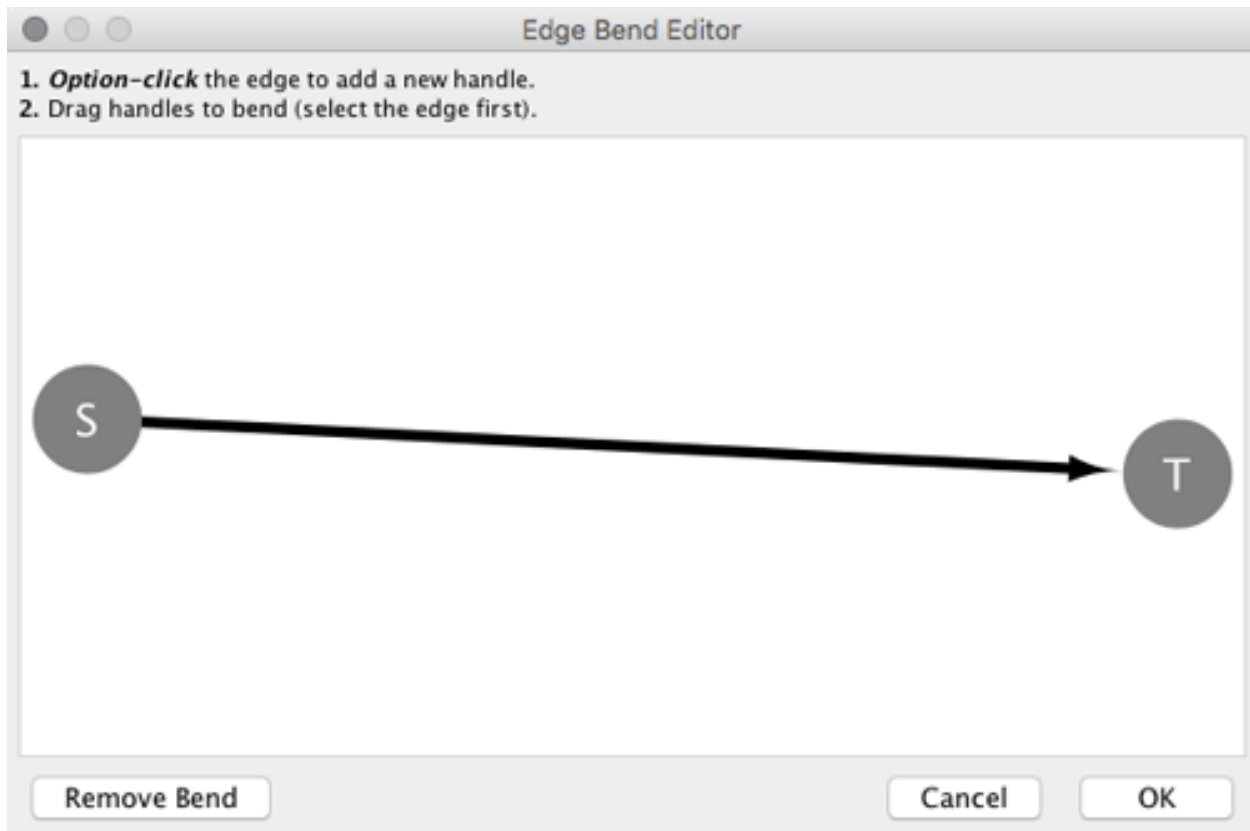 Edge Bend Editor
1. Option-click the edge to add a new handle.
2. Drag handles to bend (select the edge first).
S
T
Remove Bend
Cancel
OK